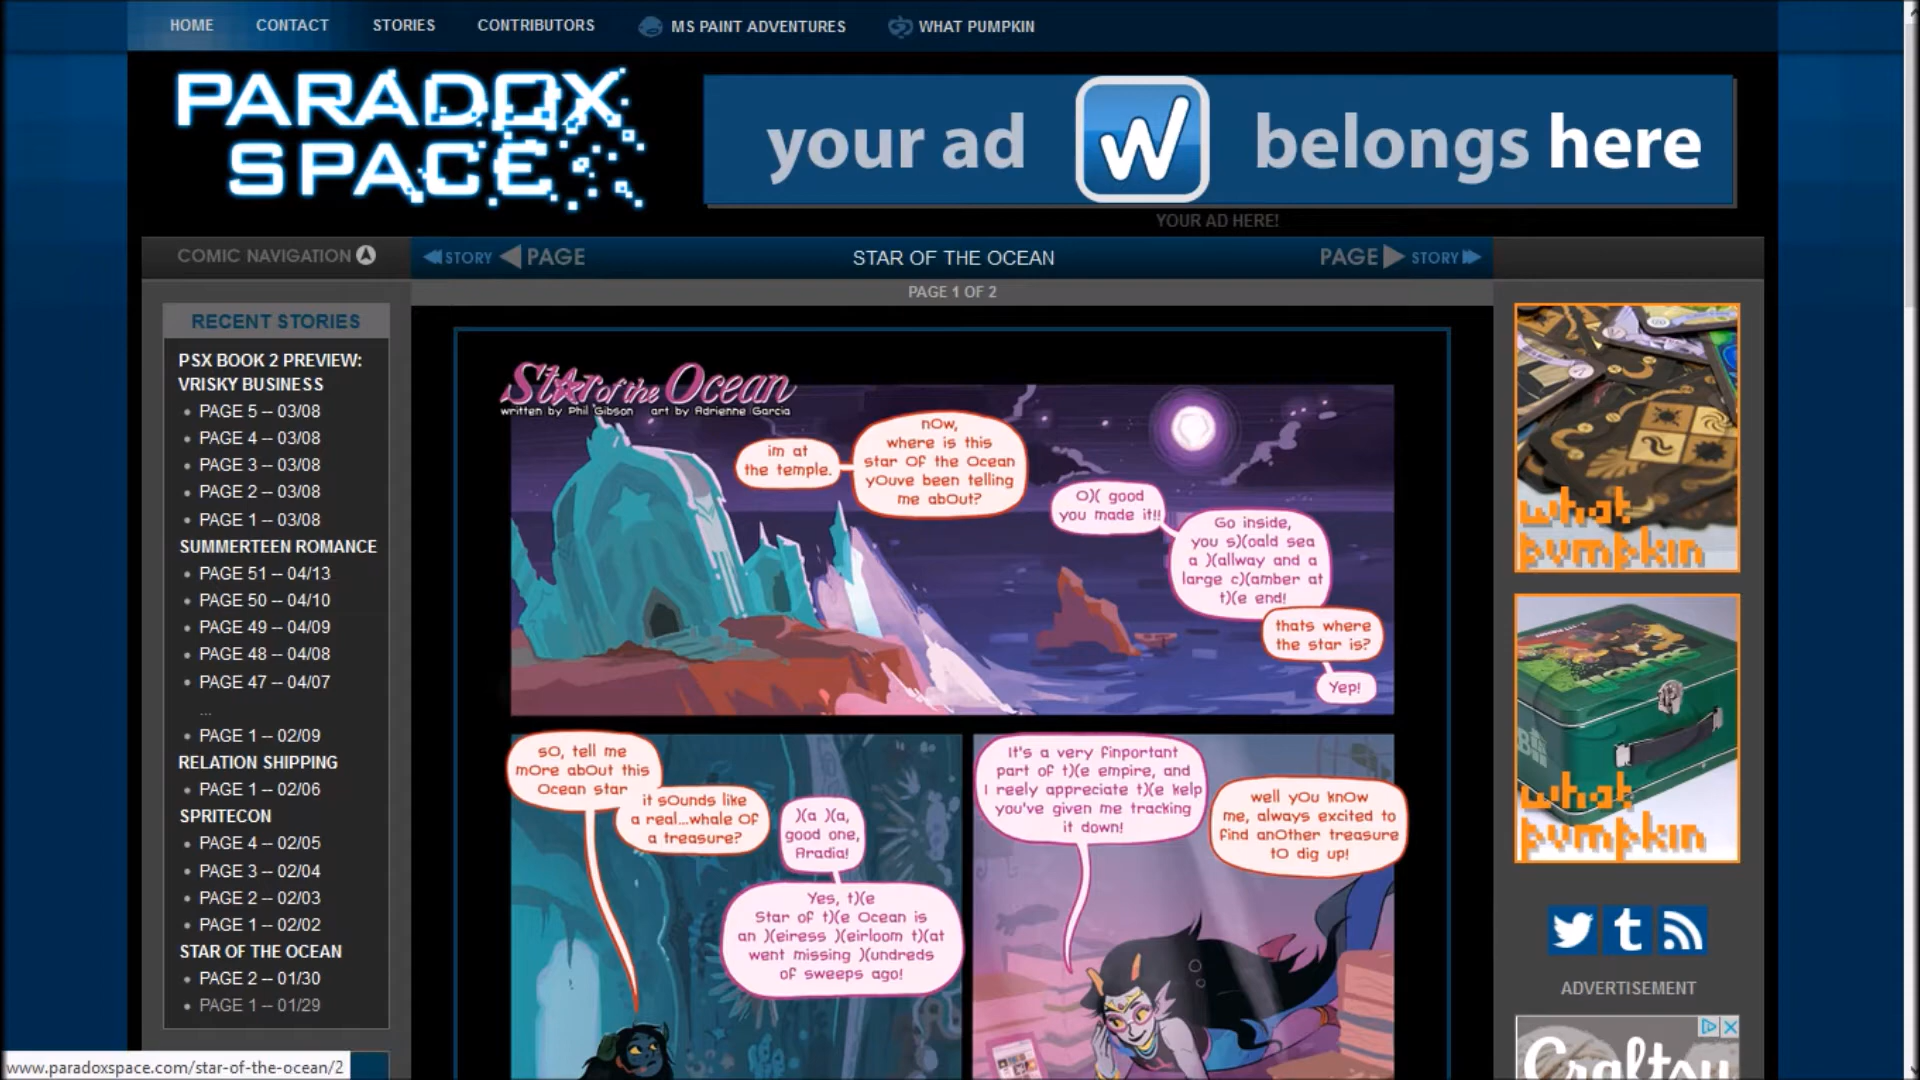 HOME CONTACT STORIES CONTRIBUTORS MS PAINT ADVENTURES WHAT PUMPKIN
PARADOX
SPACE
your ad W belongs here
YOUR AD HERE!
COMIC NAVIGATION
STORY PAGE STAR OF THE OCEAN PAGE STORY
PAGE 1 OF 2
RECENT STORIES
PSX BOOK 2 PREVIEW:
VRISKY BUSINESS
PAGE 5 -- 03/08
PAGE 4 -- 03/08
PAGE 3 -- 03/08
PAGE 2 -- 03/08
PAGE 1 -- 03/08
SUMMERTEEN ROMANCE
PAGE 51 -- 04/13
PAGE 50 -- 04/10
PAGE 49 -- 04/09
PAGE 48 -- 04/08
PAGE 47 -- 04/07
...
PAGE 1 -- 02/09
RELATION SHIPPING
PAGE 1 -- 02/06
SPRITECON
PAGE 4 -- 02/05
PAGE 3 -- 02/04
PAGE 2 -- 02/03
PAGE 1 -- 02/02
STAR OF THE OCEAN
PAGE 2 -- 01/30
PAGE 1 -- 01/29
Star of the Ocean
written by Phil Gibson art by Adrienne Garcia
im at
the temple.
nOw,
where is this
star Of the Ocean
yOuve been telling
me abOut?
O)( good
you made it!!
Go inside,
you s)(oald sea
a )(allway and a
large c)(amber at
t)(e end!
thats where
the star is?
Yep!
sO, tell me
mOre abOut this
Ocean star
it sOunds like
a real...whale Of
a treasure?
)(a )(a,
good one,
Aradia!
Yes, t)(e
Star of t)(e Ocean is
an )(eiress )(eirloom t)(at
went missing )(undreds
of sweeps ago!
It's a very finportant
part of t)(e empire, and
I reely appreciate t)(e kelp
you've given me tracking
it down!
well yOu knOw
me, always excited to
find anOther treasure
tO dig up!
what
pumpkin
what
pumpkin
ADVERTISEMENT
Craftsy
www.paradoxspace.com/star-of-the-ocean/2